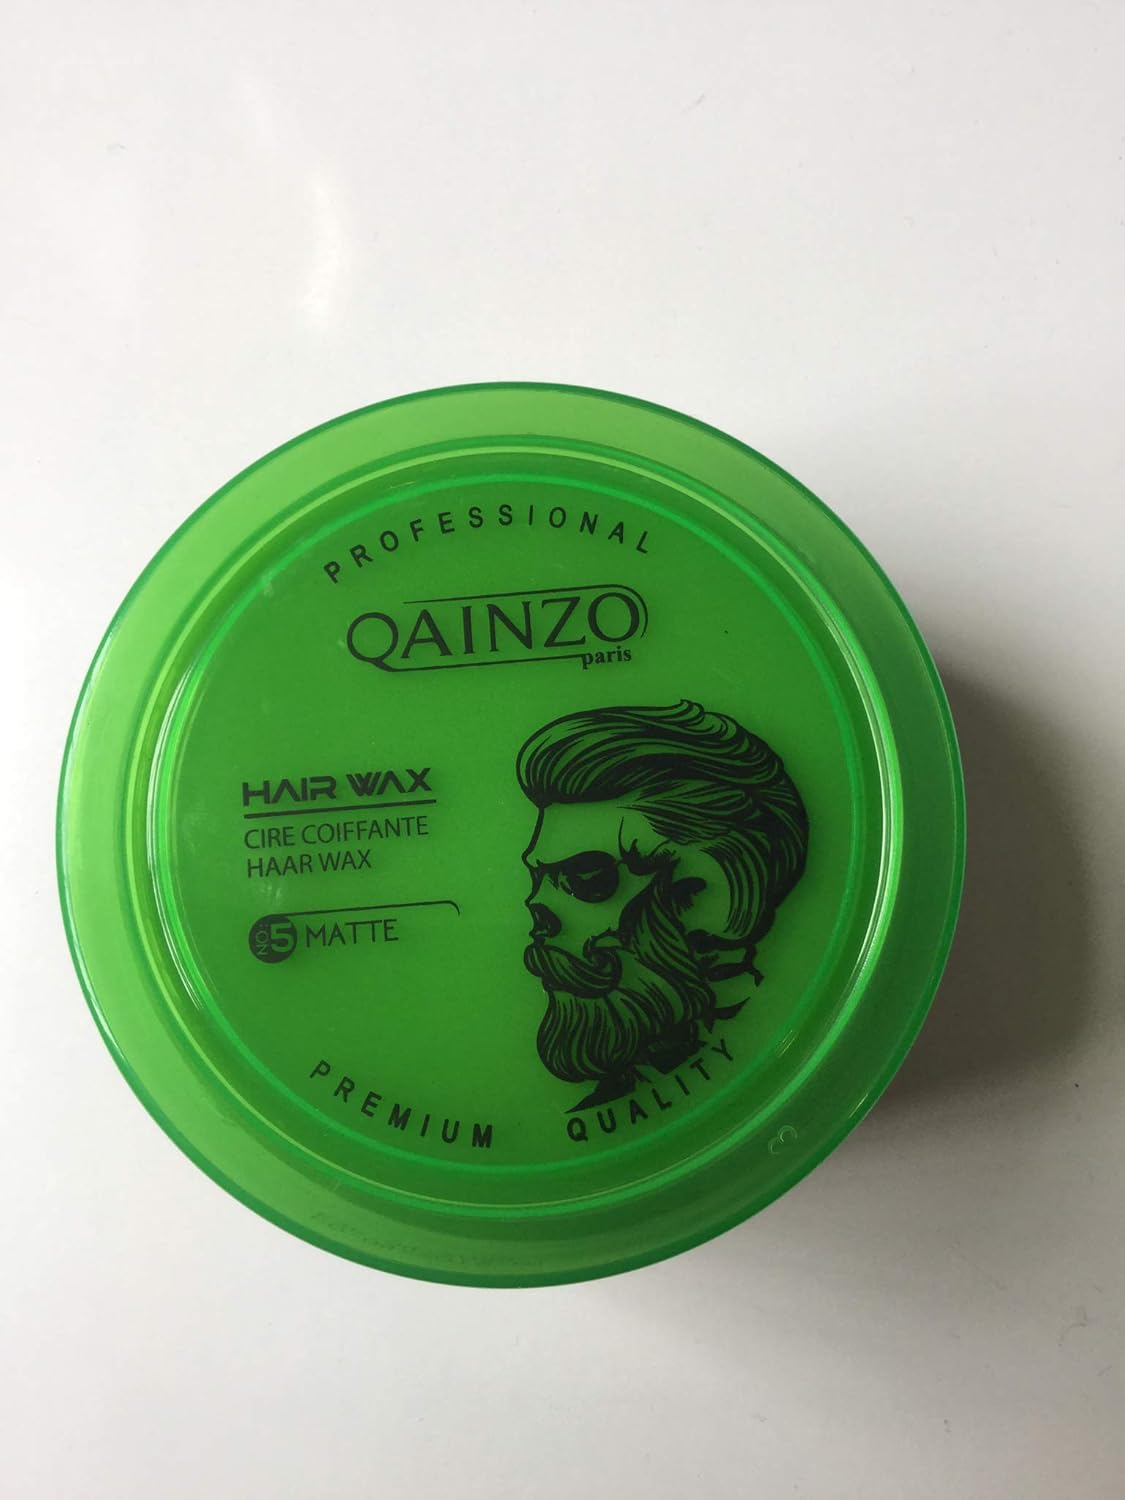 PROFESSIONAL
QAINZO
paris
HAIR WAX
CIRE COIFFANTE
HAAR WAX
NO: 5 MATTE
PREMIUM QUALITY